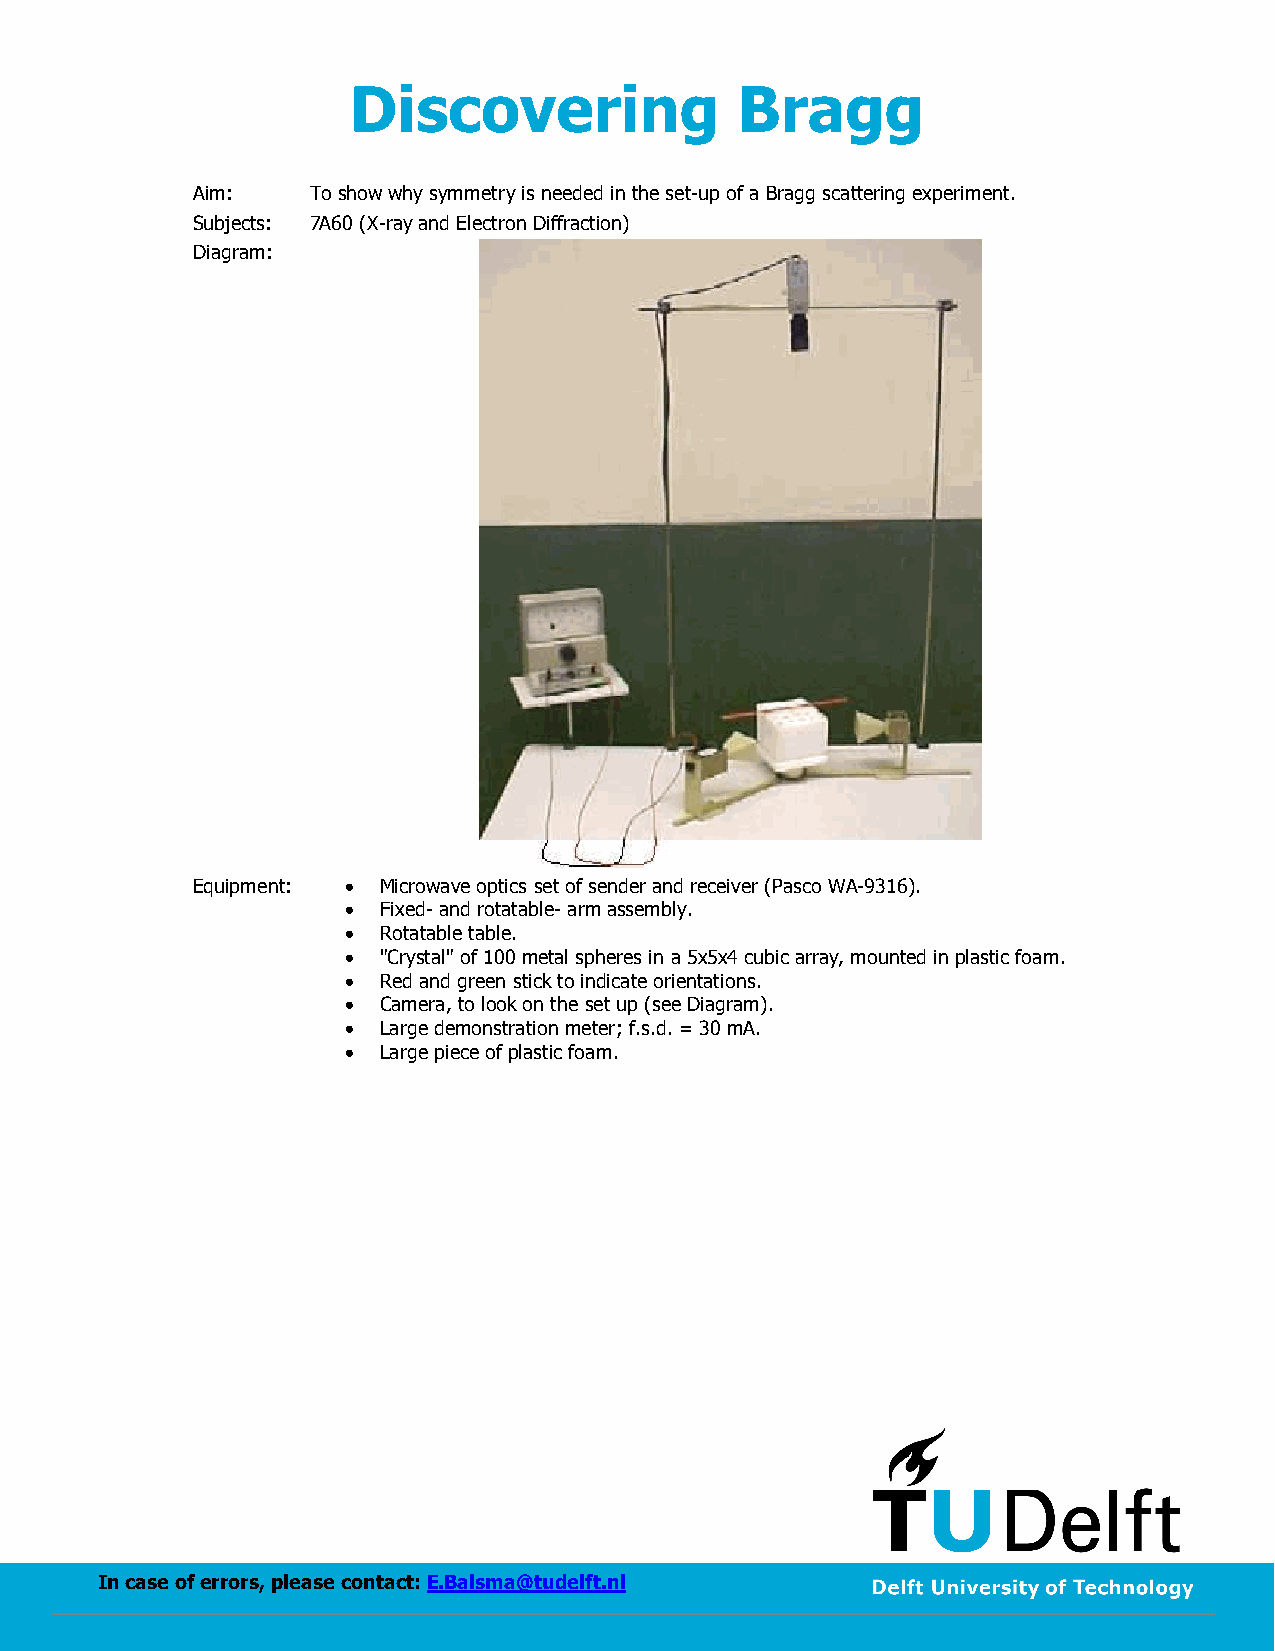 Discovering Bragg
Aim: To show why symmetry is needed in the set-up of a Bragg scattering experiment.
Subjects: 7A60 (X-ray and Electron Diffraction)
Diagram:
Equipment: • Microwave optics set of sender and receiver (Pasco WA-9316).
• Fixed- and rotatable- arm assembly.
• Rotatable table.
• "Crystal" of 100 metal spheres in a 5x5x4 cubic array, mounted in plastic foam.
• Red and green stick to indicate orientations.
• Camera, to look on the set up (see Diagram).
• Large demonstration meter; f.s.d. = 30 mA.
• Large piece of plastic foam.
TUDelft
In case of errors, please contact: E.Balsma@tudelft.nl
Delft University of Technology